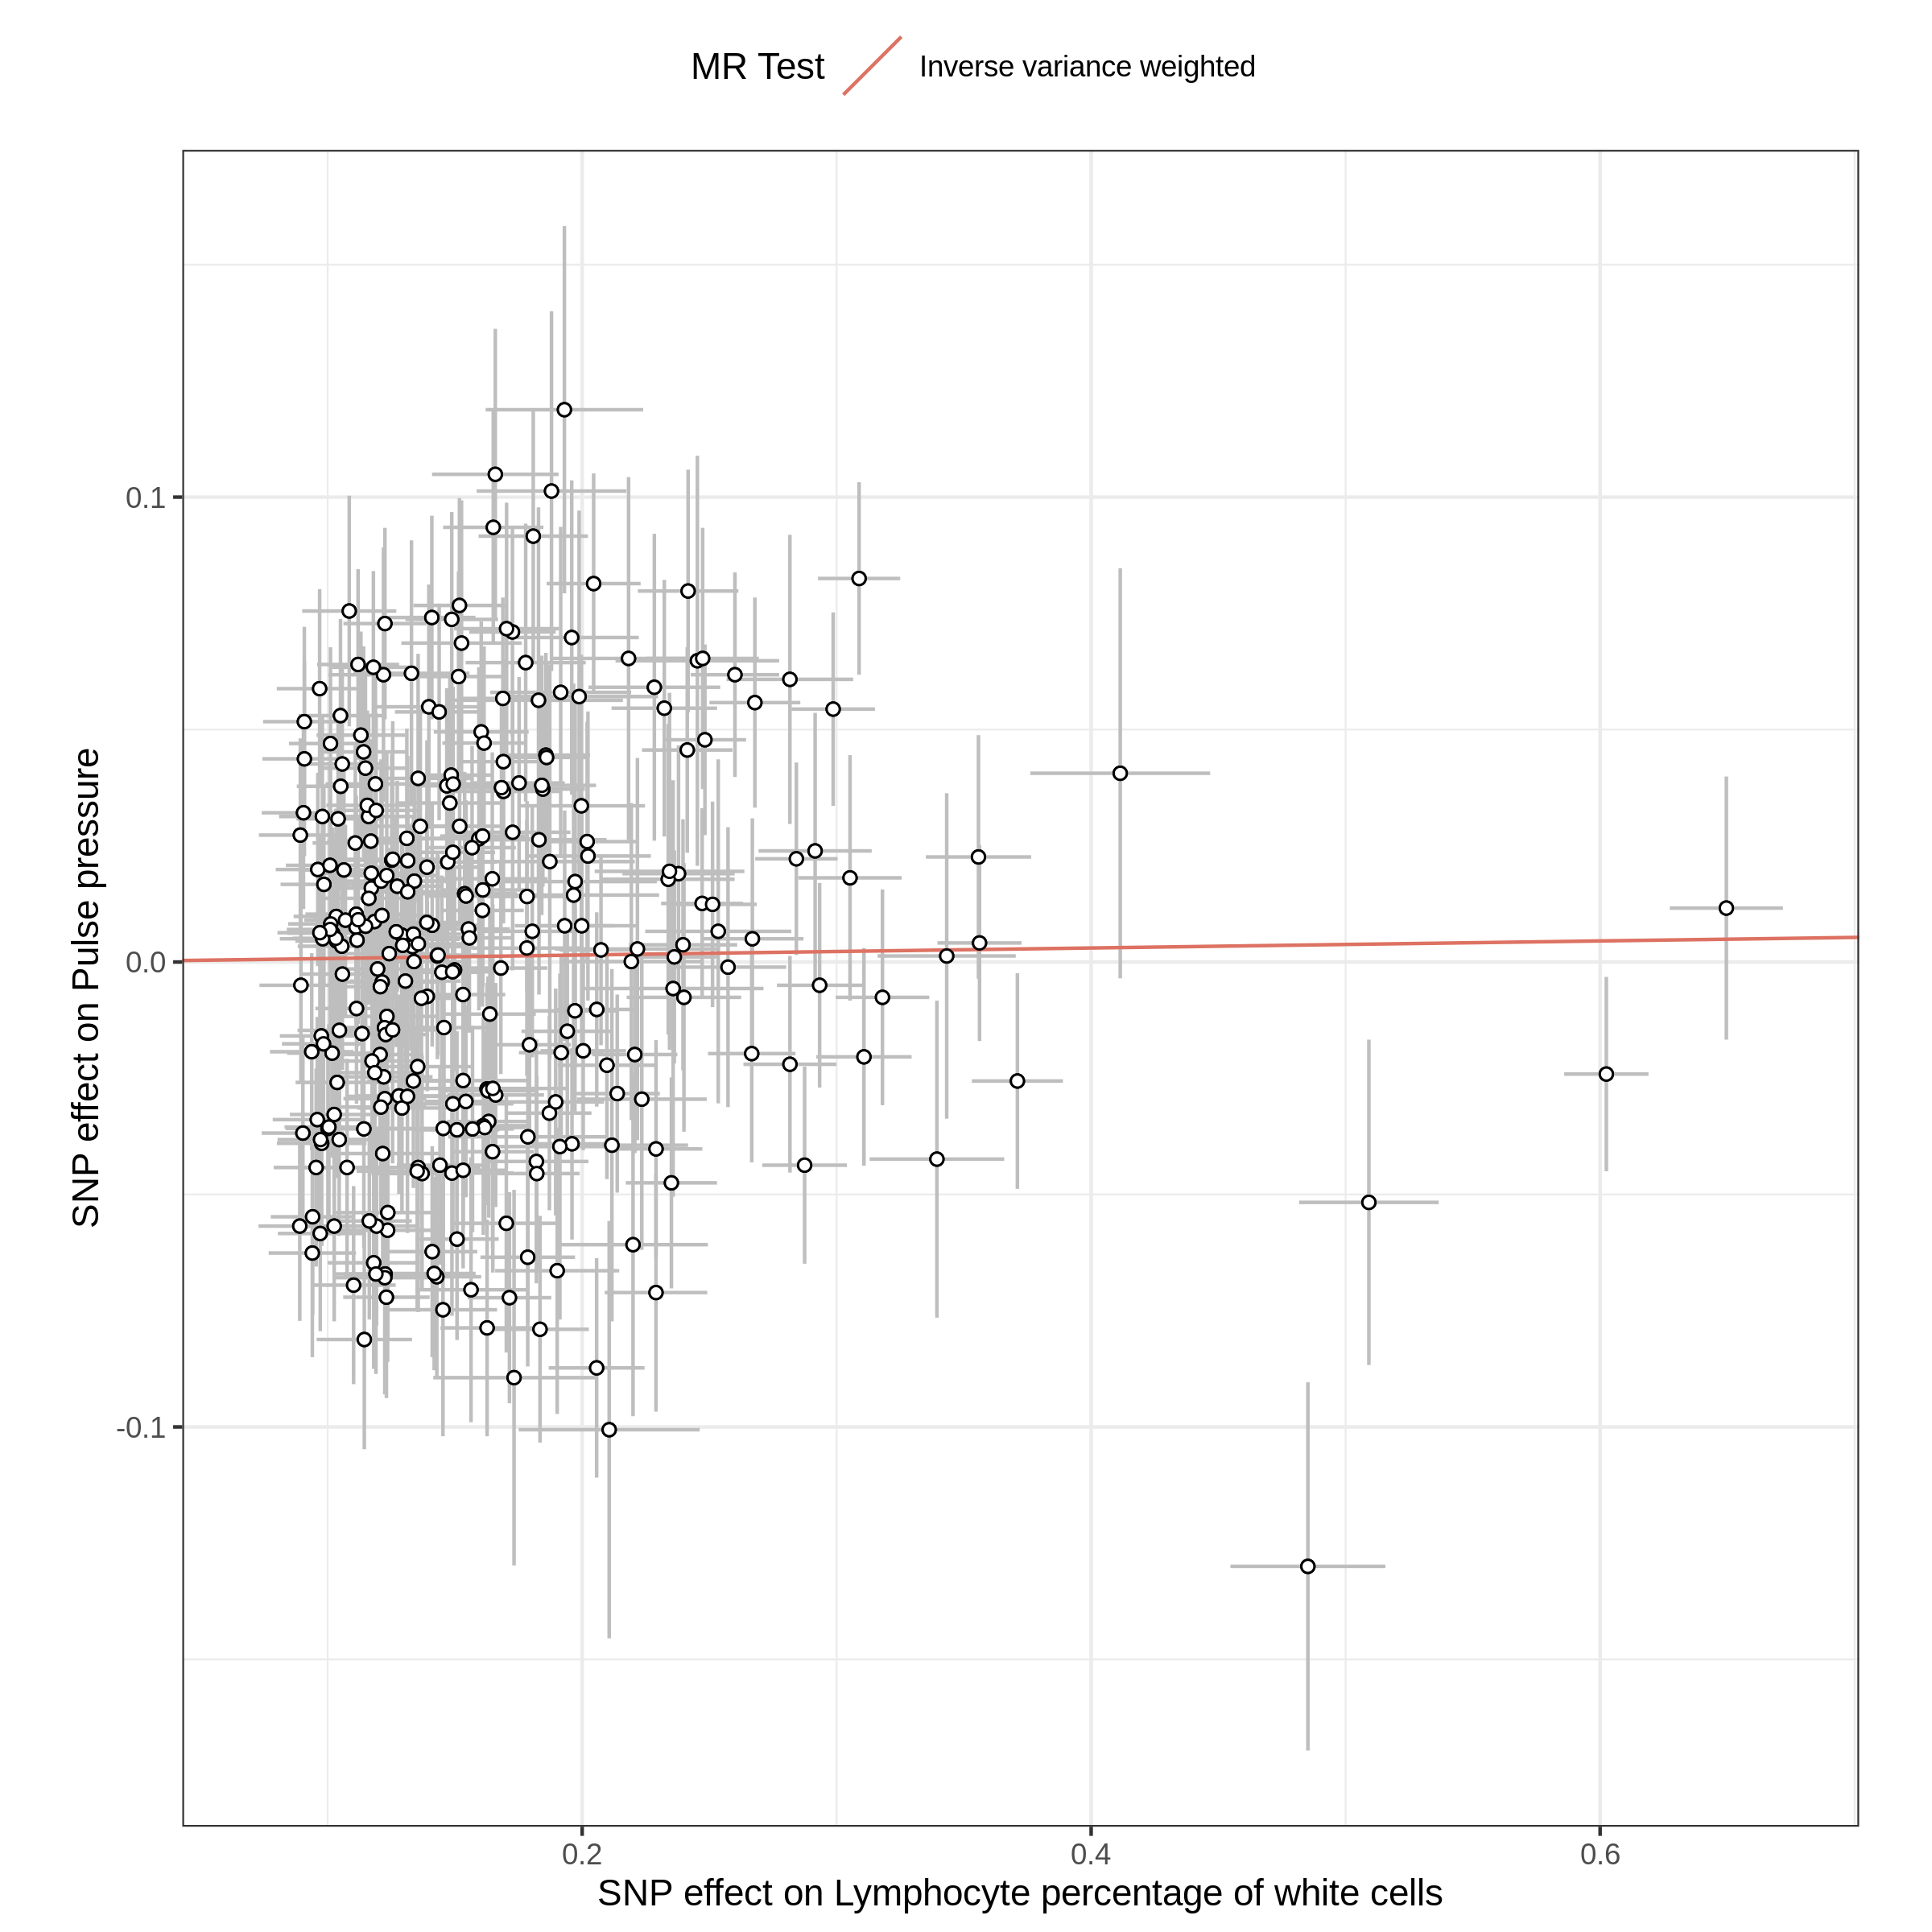 MR Test
Inverse variance weighted
SNP effect on Pulse pressure
0.1
0.0
-0.1
0.2
0.4
0.6
SNP effect on Lymphocyte percentage of white cells